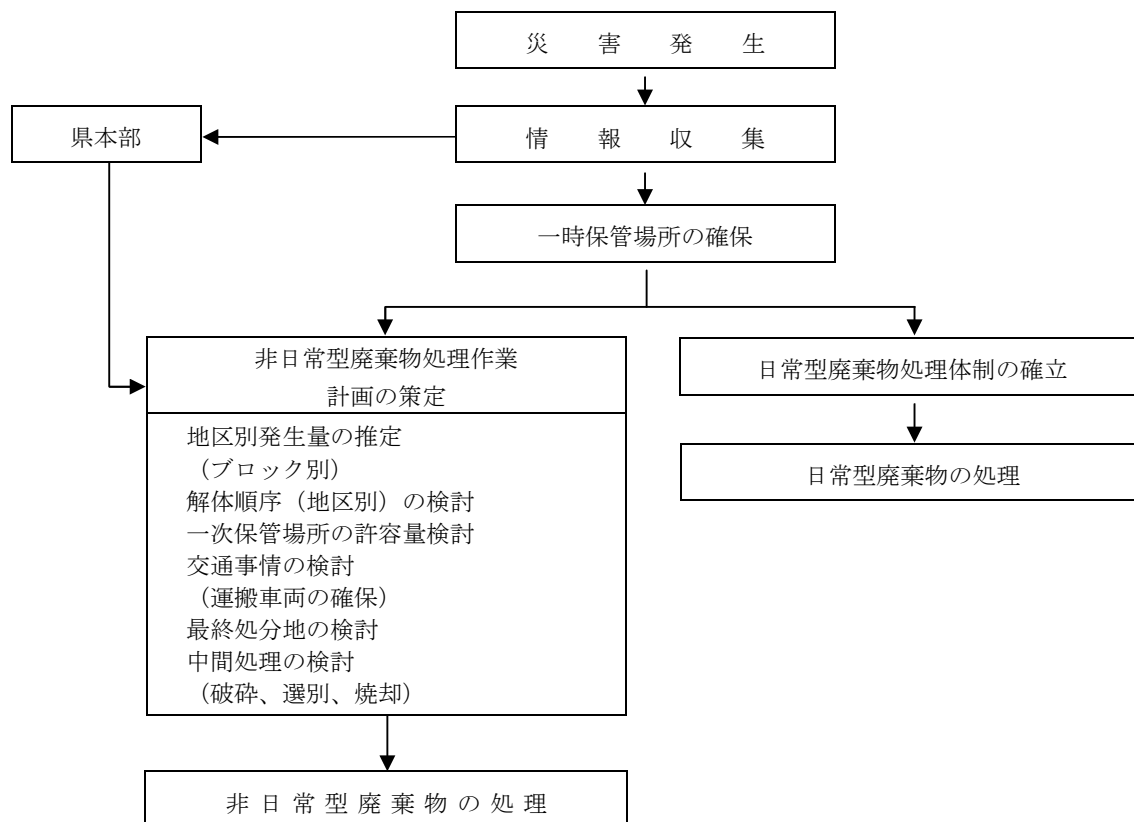 災害発生
県本部
情報収集
一時保管場所の確保
非日常型廃棄物処理作業
計画の策定
地区別発生量の推定
（ブロック別）
解体順序（地区別）の検討
一次保管場所の許容量検討
交通事情の検討
（運搬車両の確保）
最終処分地の検討
中間処理の検討
（破砕、選別、焼却）
日常型廃棄物処理体制の確立
日常型廃棄物の処理
非日常型廃棄物の処理